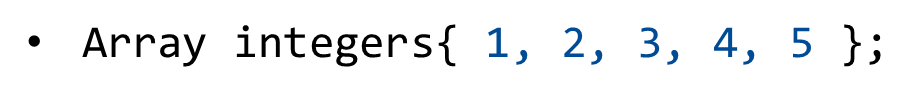 • Array integers{ 1, 2, 3, 4, 5 };